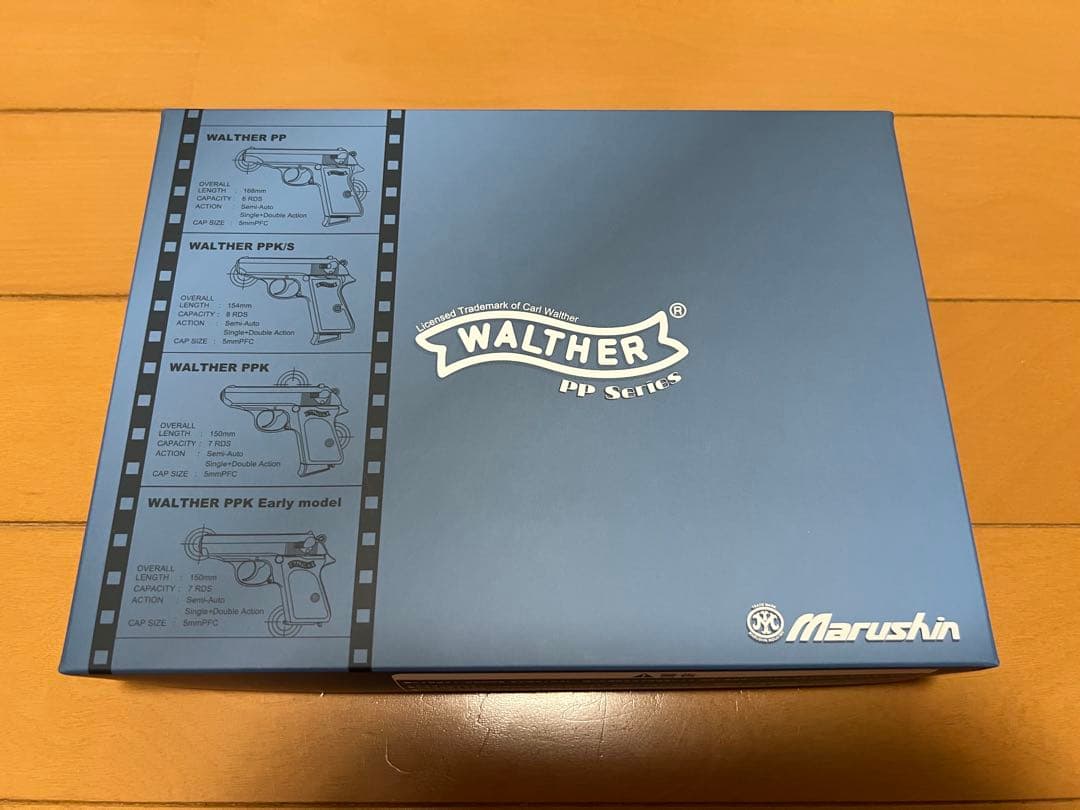 WALTHER PP
OVERALL
LENGTH : 168mm
CAPACITY : 8 RDS
ACTION : Semi-Auto
Single+Double Action
CAP SIZE : 5mmPFC
WALTHER PPK/S
OVERALL
LENGTH : 154mm
CAPACITY : 8 RDS
ACTION : Semi-Auto
Single+Double Action
CAP SIZE : 5mmPFC
WALTHER PPK
WALTHER
OVERALL
LENGTH : 150mm
CAPACITY : 7 RDS
ACTION : Semi-Auto
Single+Double Action
CAP SIZE : 5mmPFC
WALTHER PPK Early model
WALTHER
OVERALL
LENGTH : 150mm
CAPACITY : 7 RDS
ACTION : Semi-Auto
Single+Double Action
CAP SIZE : 5mmPFC
Licensed Trademark of Carl Walther
WALTHER ®
PP Series
Marushin
警告